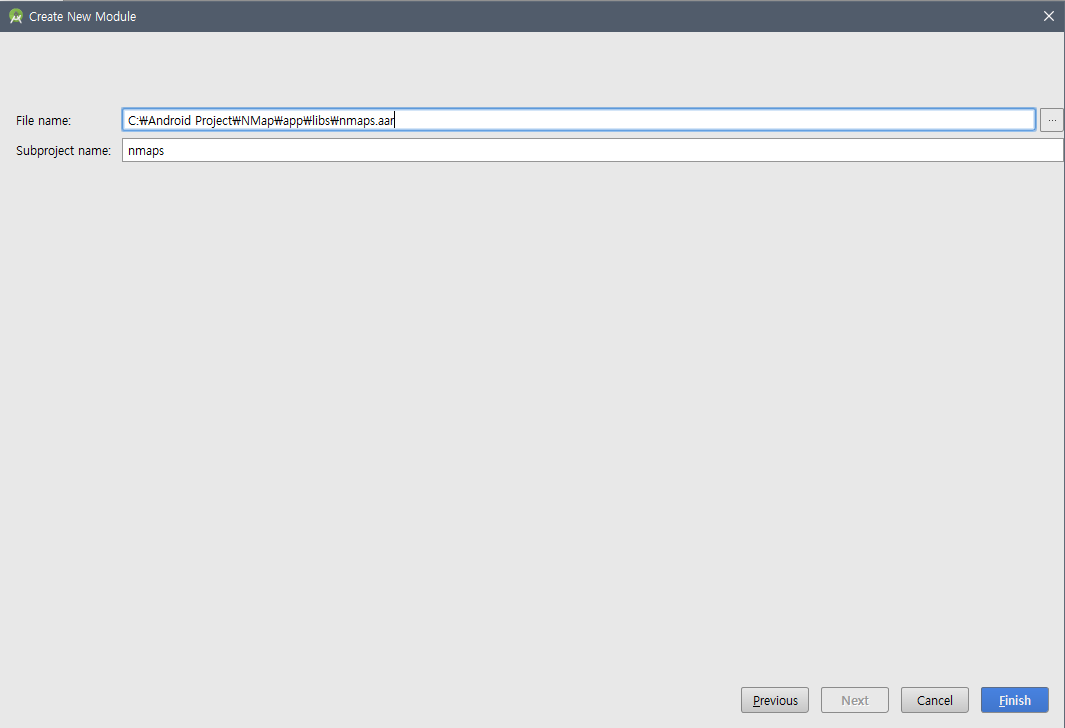 Create New Module
File name: C:₩Android Project₩NMap₩app₩libs₩nmaps.aar ...
Subproject name: nmaps
Previous Next Cancel Finish